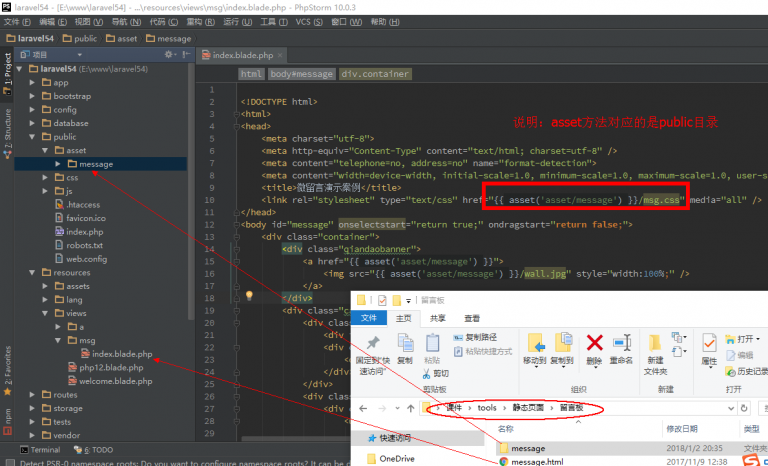 laravel54 - [E:\www\laravel54] - ...\resources\views\msg\index.blade.php - PhpStorm 10.0.3
文件(F) 编辑(E) 视图(V) 导航(N) 代码(C) 重构(R) 运行(U) 工具(T) VCS(S) 窗口(W) 帮助(H)
laravel54 public asset message
1: Project
7: Structure
2: Favorites
npm
项目
laravel54 (E:\www\laravel54)
app
bootstrap
config
database
public
asset
message
css
js
.htaccess
favicon.ico
index.php
robots.txt
web.config
resources
assets
lang
views
a
msg
index.blade.php
php12.blade.php
welcome.blade.php
routes
storage
tests
vendor
index.blade.php
html body#message div.container
说明：asset方法对应的是public目录
1
2 <!DOCTYPE html>
3 <html>
4 <head>
5 <meta charset="utf-8">
6 <meta http-equiv="Content-Type" content="text/html; charset=utf-8" />
7 <meta content="telephone=no, address=no" name="format-detection">
8 <meta content="width=device-width, initial-scale=1.0, minimum-scale=1.0, maximum-scale=1.0, user-s
9 <title>微留言演示案例</title>
10 <link rel="stylesheet" type="text/css" href="{{ asset('asset/message') }}/msg.css" media="all" />
11 </head>
12 <body id="message" onselectstart="return true;" ondragstart="return false;">
13 <div class="container">
14 <div class="qiandaobanner">
15 <a href="{{ asset('asset/message') }}">
16 <img src="{{ asset('asset/message') }}/wall.jpg" style="width:100%;" />
17 </a>
18 </div>
19 <div class="c
20 <div class
21 <div
22 <div
23 <div
24 </div>
25 <div class
26 <div
27 <div
28
29
留言板
文件 主页 共享 查看
固定到"快速访问" 复制 粘贴 复制路径 粘贴快捷方式 剪切
移动到 复制到 删除 重命名 新建文件夹 属性 打开 编辑 历史记录
剪贴板 组织 新建 打开
课件 tools 静态页面 留言板
名称 修改日期
快速访问
OneDrive
message 2018/1/2 20:35 文件夹
message.html 2017/11/9 12:38
Terminal 6: TODO
Detect PSR-0 namespace roots: Do you want to configure namespace roots?